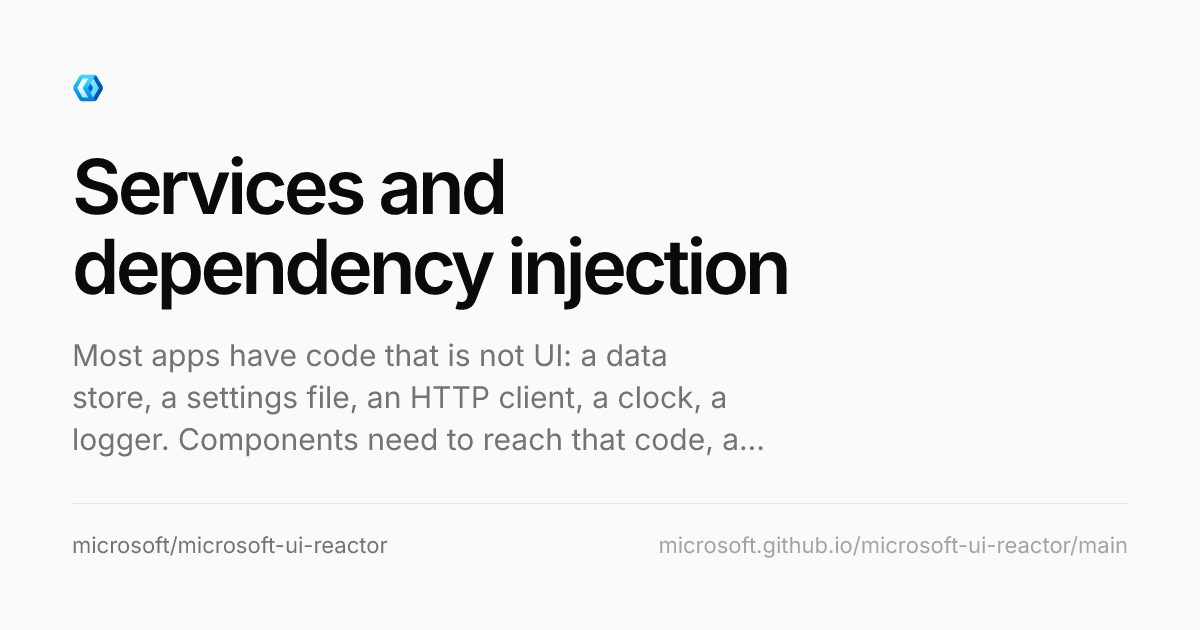 Services and
dependency injection
Most apps have code that is not UI: a data
store, a settings file, an HTTP client, a clock, a
logger. Components need to reach that code, a...
microsoft/microsoft-ui-reactor
microsoft.github.io/microsoft-ui-reactor/main